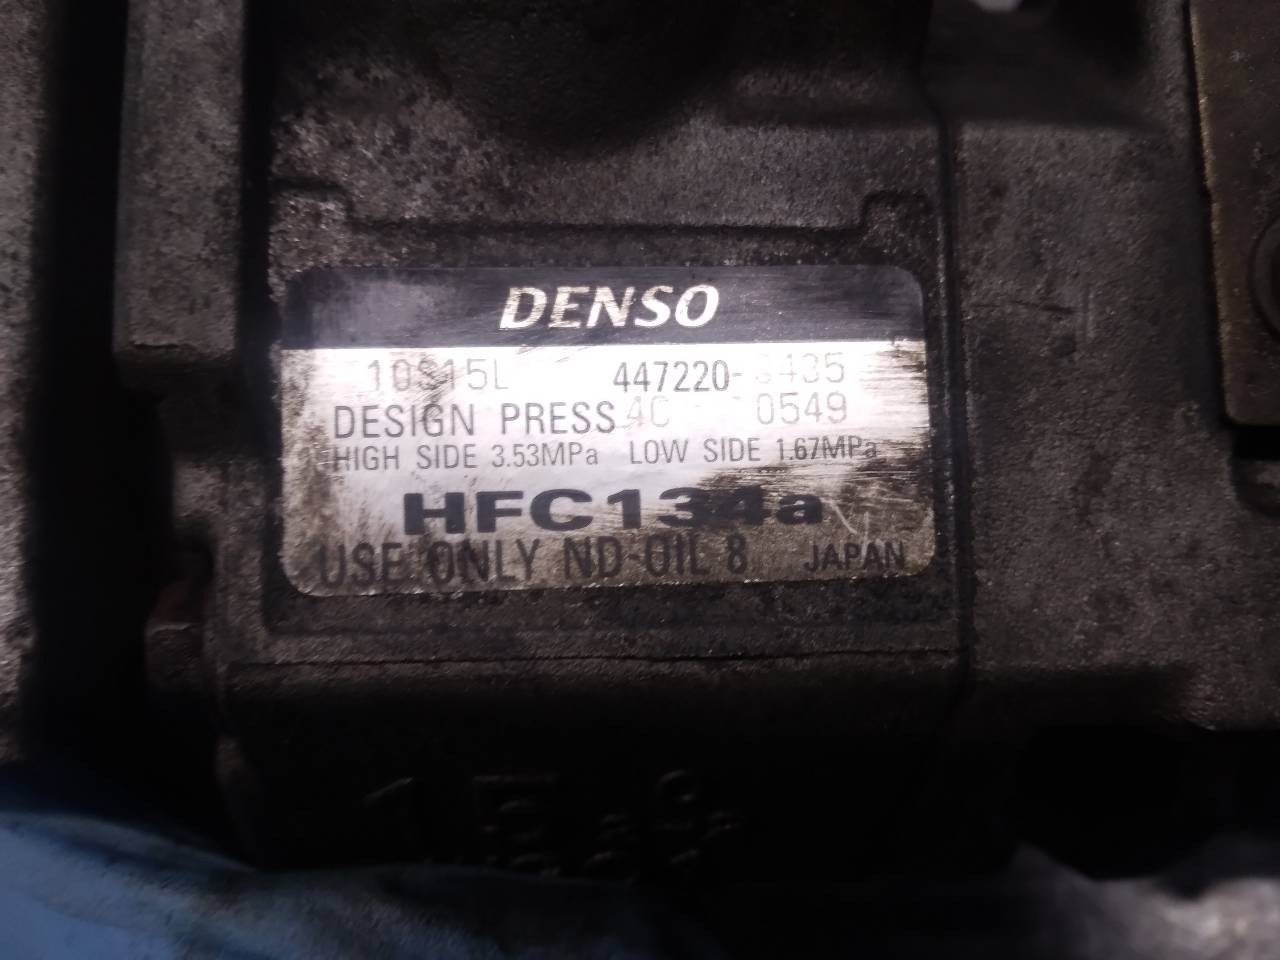 DENSO
10S15L 447220-
DESIGN PRESS 0549
HIGH SIDE 3.53MPa LOW SIDE 1.67MPa
HFC134a
USE ONLY ND-OIL 8 JAPAN